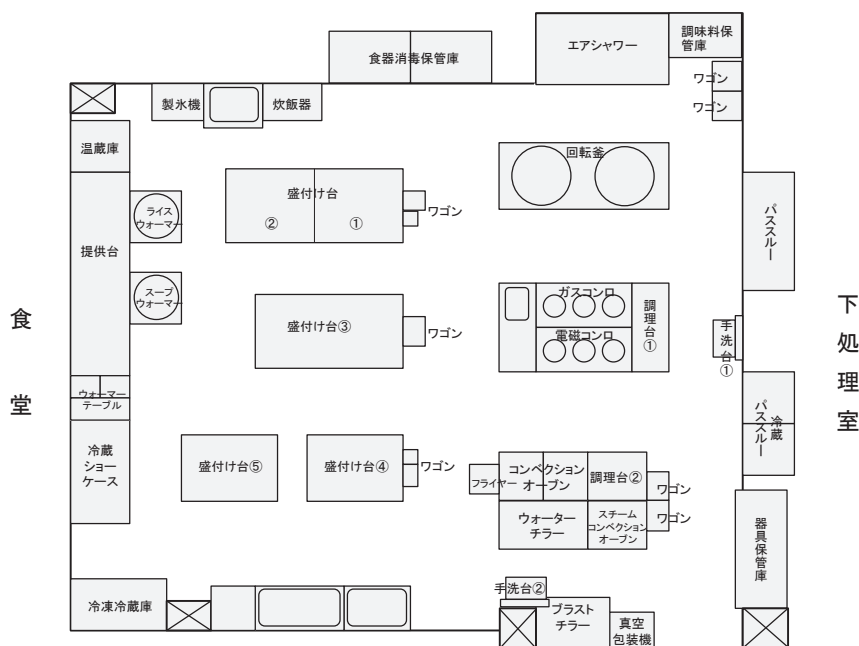 エアシャワー
調味料保
管庫
食器消毒保管庫
ワゴン
ワゴン
製氷機
炊飯器
温蔵庫
回転釜
盛付け台
②
①
ワゴン
ライス
ウォーマー
提供台
パススルー
スープ
ウォーマー
ガスコンロ
調理台①
電磁コンロ
盛付け台③
ワゴン
手洗台①
食堂
下処理室
ウォーマー
テーブル
冷蔵
パススルー
冷蔵
ショー
ケース
盛付け台⑤
盛付け台④
ワゴン
フライヤー
コンベクション
オーブン
調理台②
ワゴン
ウォーター
チラー
スチーム
コンベクション
オーブン
ワゴン
器具保管庫
冷凍冷蔵庫
手洗台②
ブラスト
チラー
真空
包装機